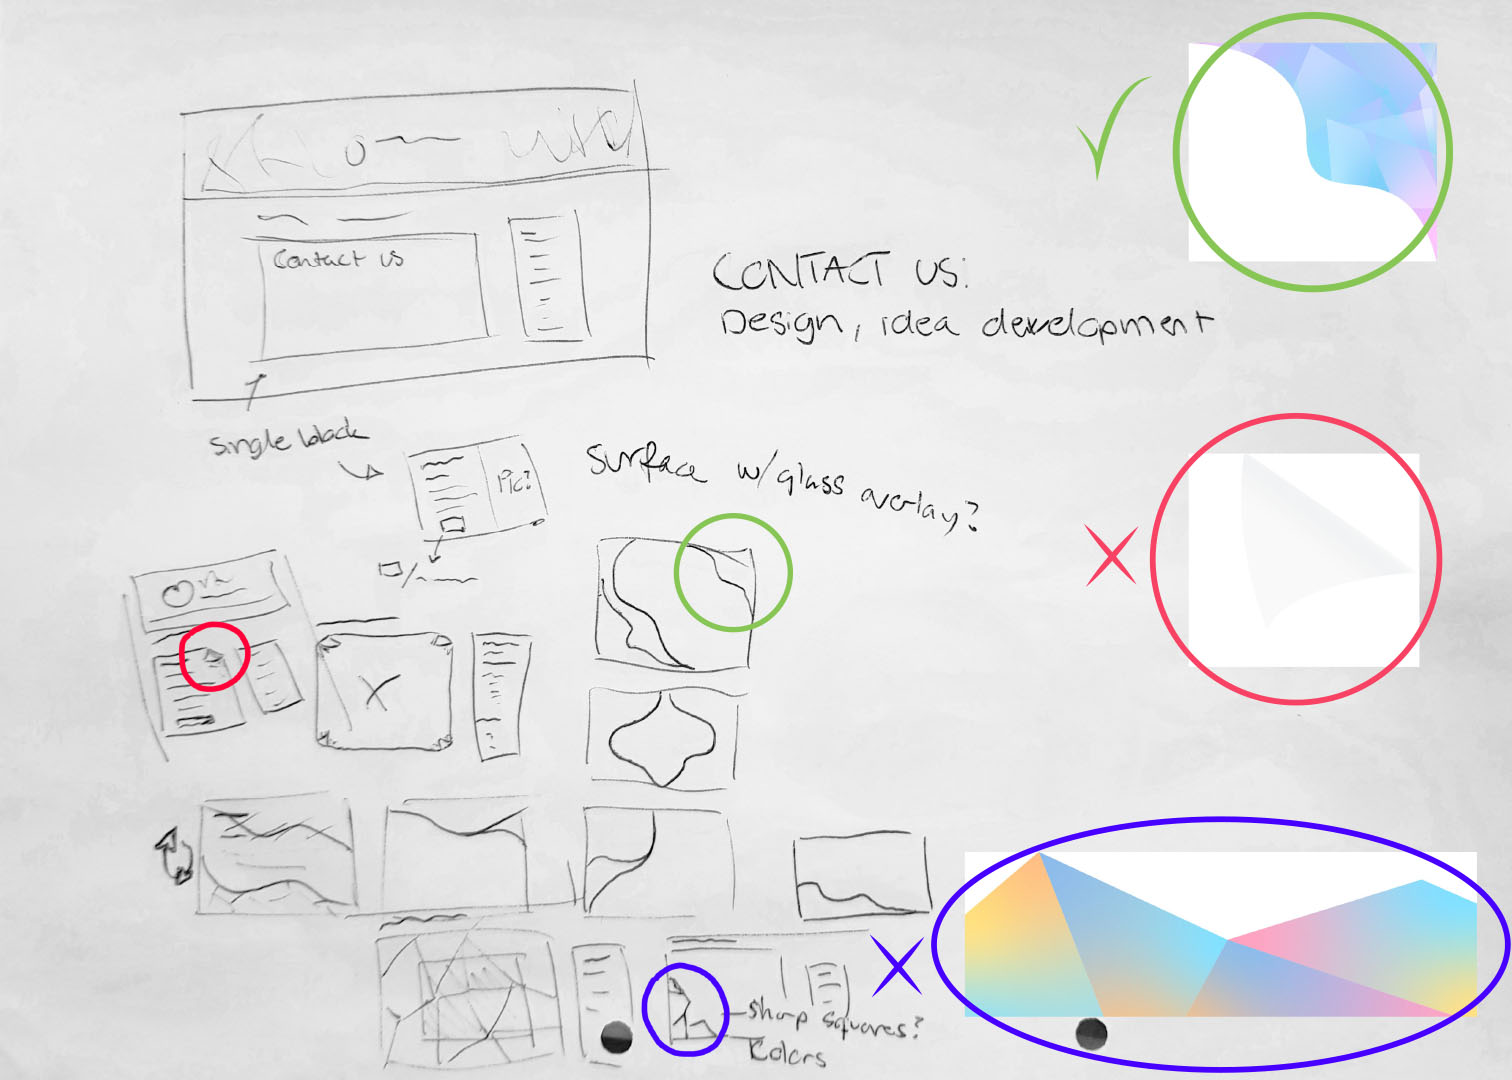 Contact us
CONTACT US:
Design, idea development
Single block
Pic?
Surface w/glass overlay?
sharp squares?
Colors